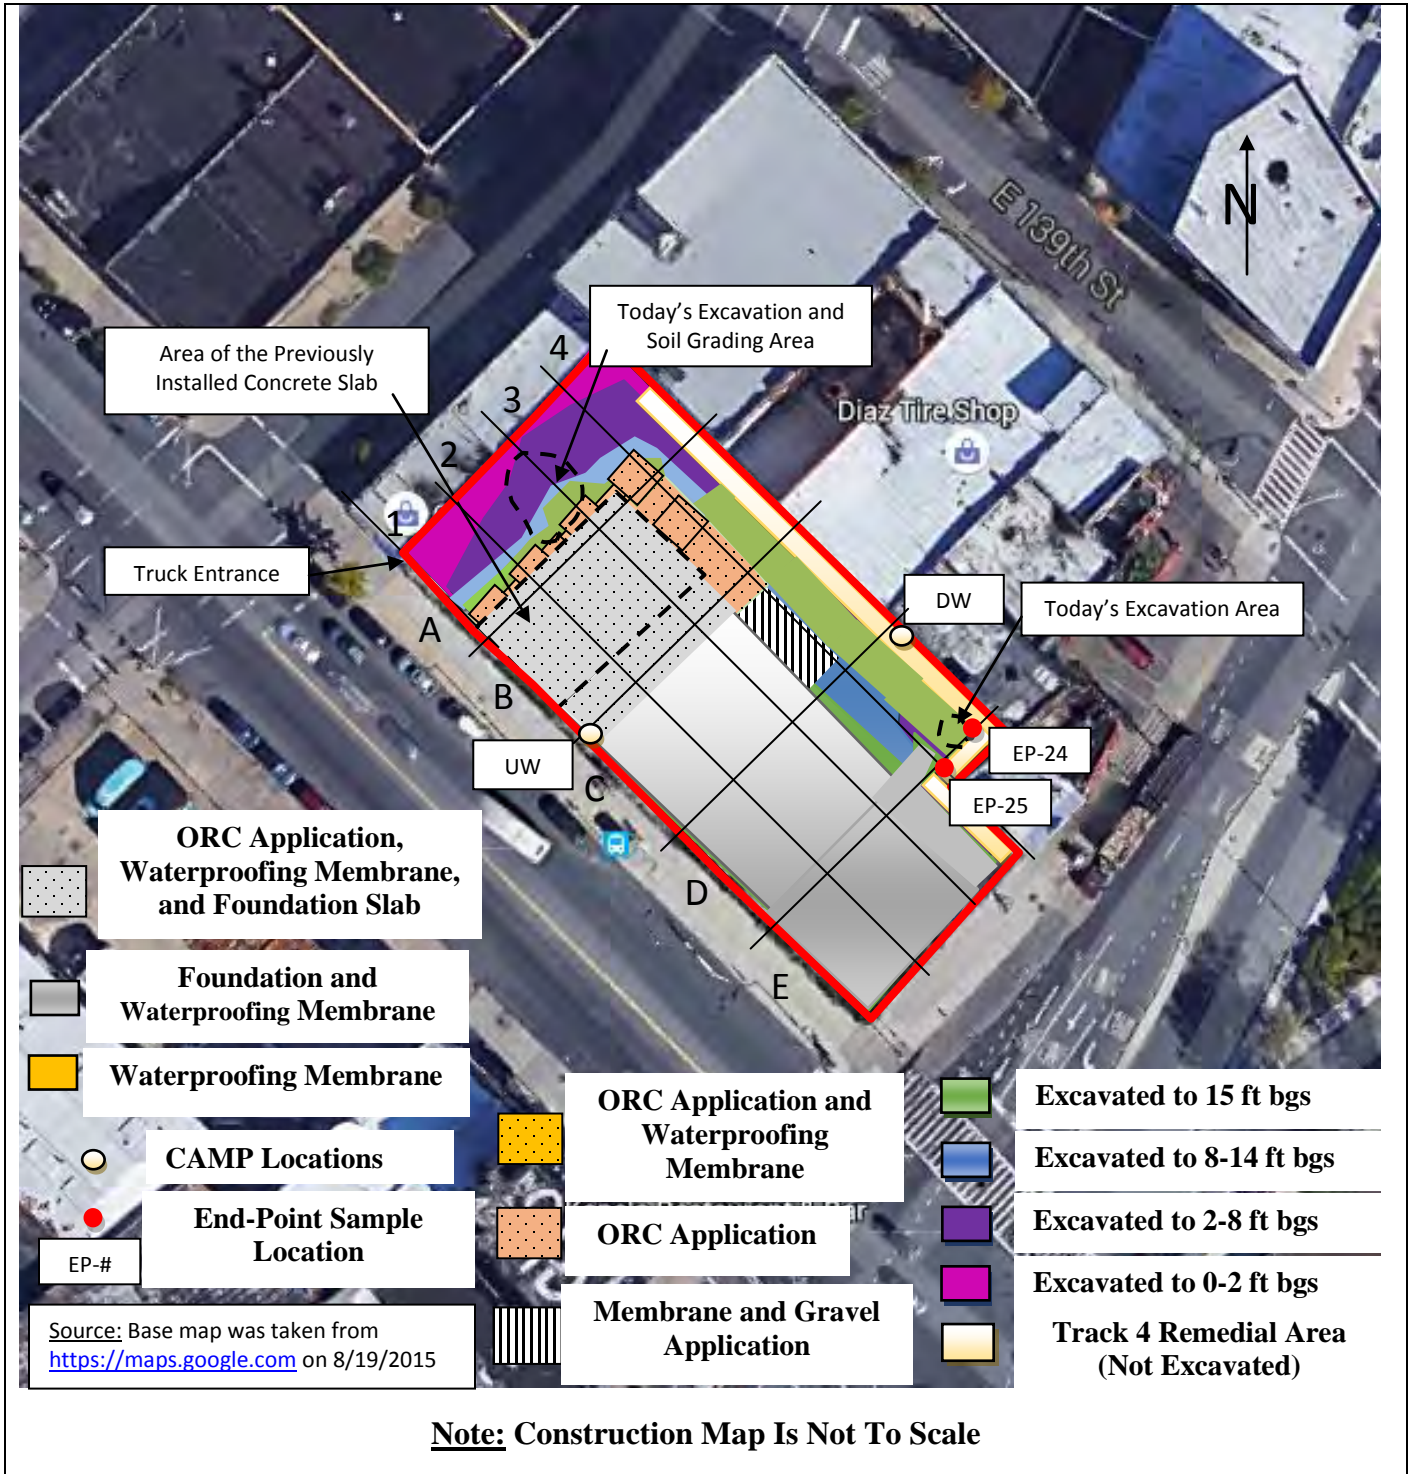 E 139th St
N
Today's Excavation and
Soil Grading Area
Area of the Previously
Installed Concrete Slab
4
3
2
1
Diaz Tire Shop
Truck Entrance
DW
Today's Excavation Area
A
B
UW
C
EP-24
EP-25
D
E
ORC Application,
Waterproofing Membrane,
and Foundation Slab
Foundation and
Waterproofing Membrane
Waterproofing Membrane
CAMP Locations
End-Point Sample
Location
EP-#
ORC Application and
Waterproofing
Membrane
ORC Application
Membrane and Gravel
Application
Excavated to 15 ft bgs
Excavated to 8-14 ft bgs
Excavated to 2-8 ft bgs
Excavated to 0-2 ft bgs
Track 4 Remedial Area
(Not Excavated)
Source: Base map was taken from
https://maps.google.com on 8/19/2015
Note: Construction Map Is Not To Scale